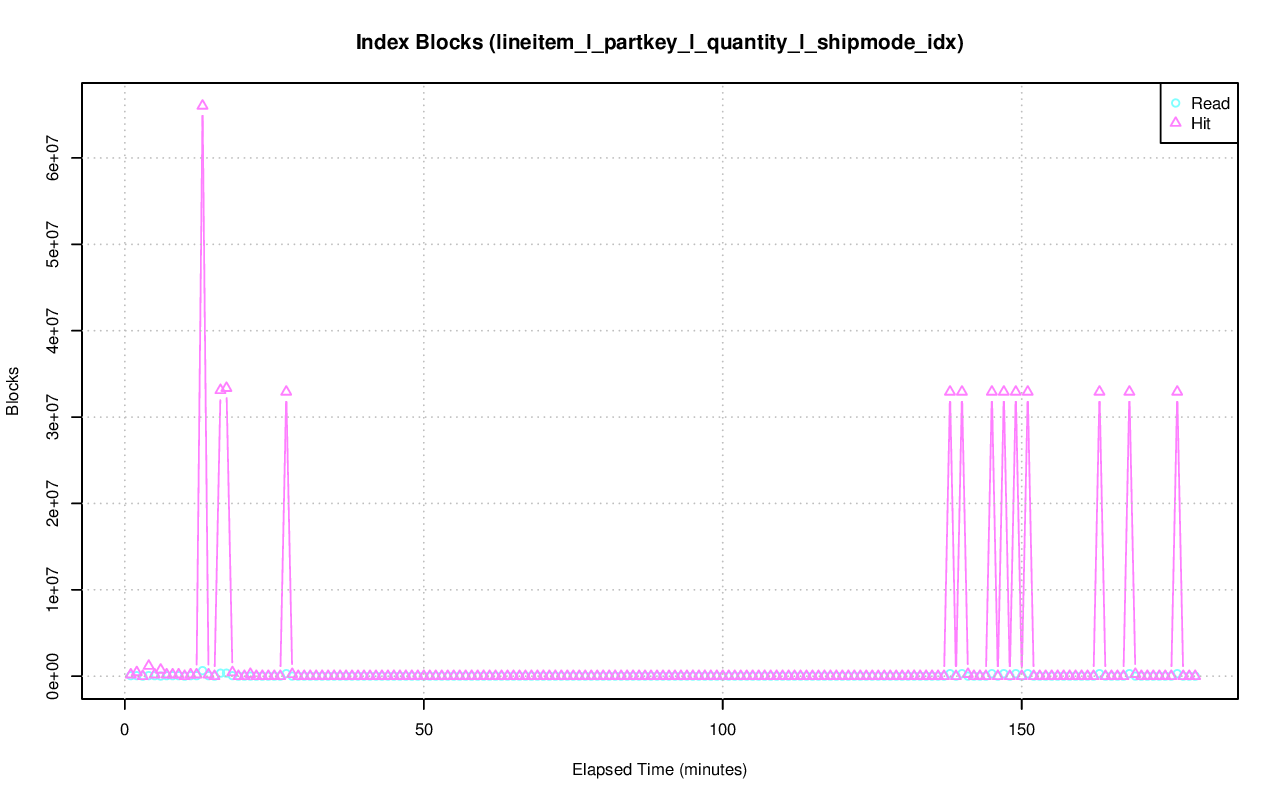 Index Blocks (lineitem_l_partkey_l_quantity_l_shipmode_idx)
Read
Hit
Blocks
6e+07
5e+07
4e+07
3e+07
2e+07
1e+07
0e+00
0
50
100
150
Elapsed Time (minutes)